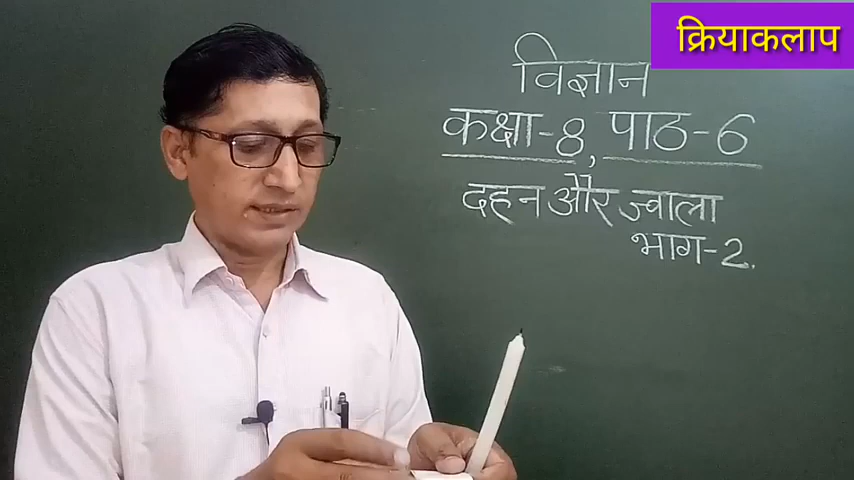 क्रियाकलाप
विज्ञान
कक्षा-8, पाठ-6
दहन और ज्वाला
भाग-2.